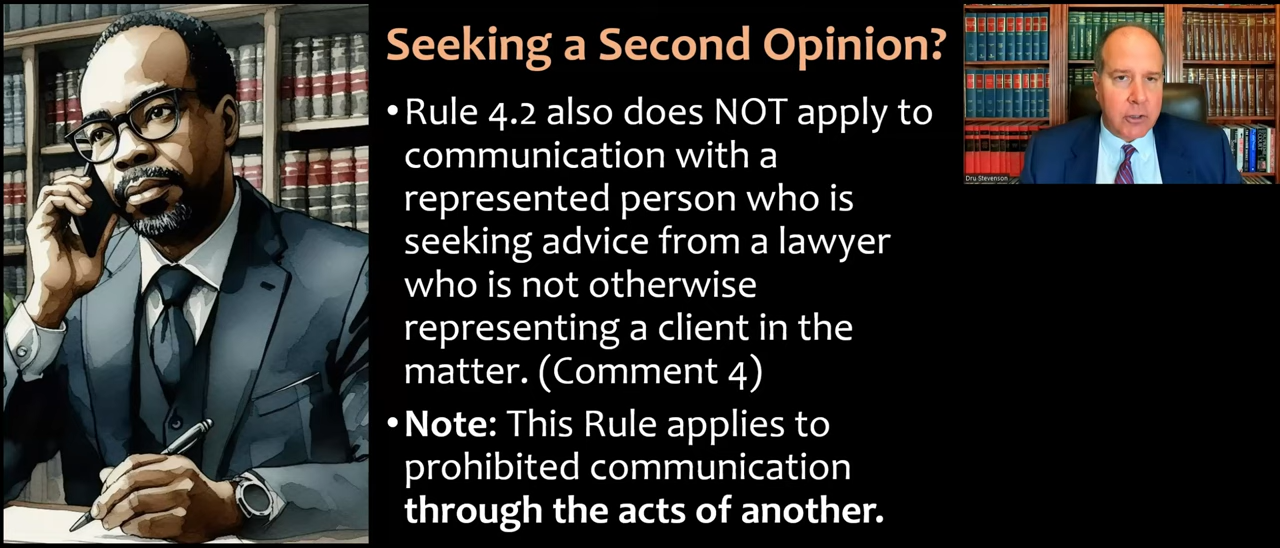 Seeking a Second Opinion?
•Rule 4.2 also does NOT apply to
communication with a
represented person who is
seeking advice from a lawyer
who is not otherwise
representing a client in the
matter. (Comment 4)
•Note: This Rule applies to
prohibited communication
through the acts of another.
Dru Stevenson